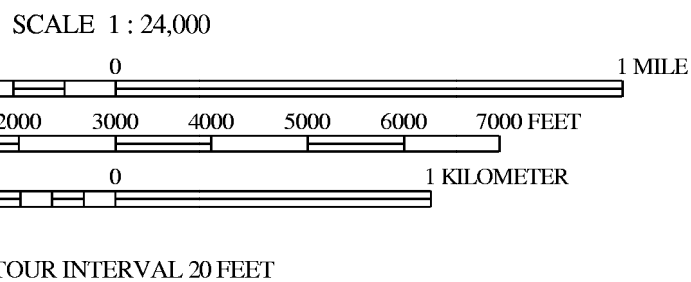 SCALE 1 : 24,000
0 1 MILE
2000 3000 4000 5000 6000 7000 FEET
0 1 KILOMETER
TOUR INTERVAL 20 FEET